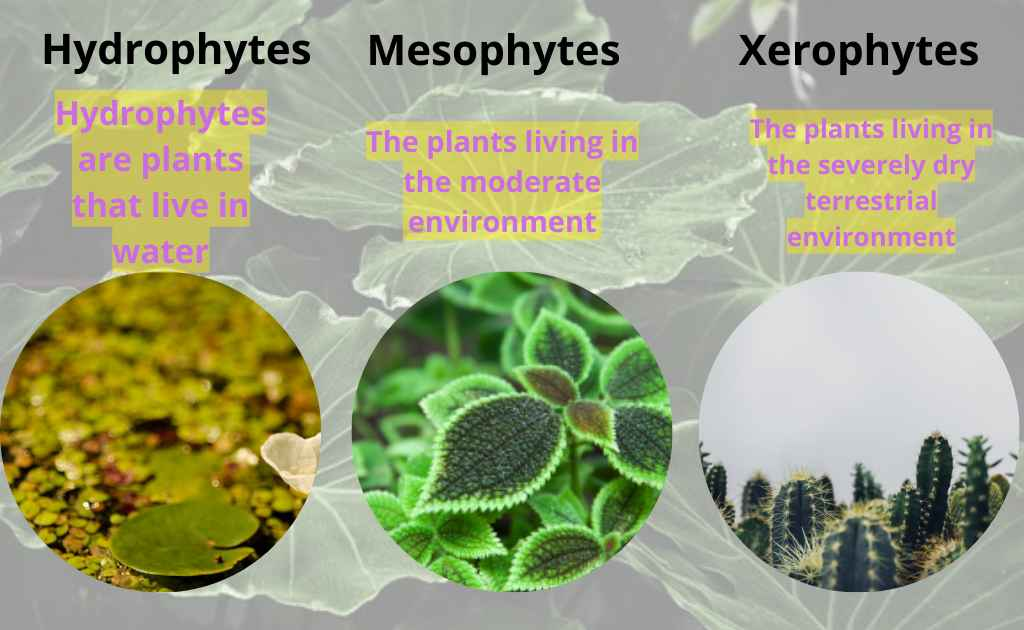 Hydrophytes
Hydrophytes
are plants
that live in
water
Mesophytes
The plants living in
the moderate
environment
Xerophytes
The plants living in
the severely dry
terrestrial
environment